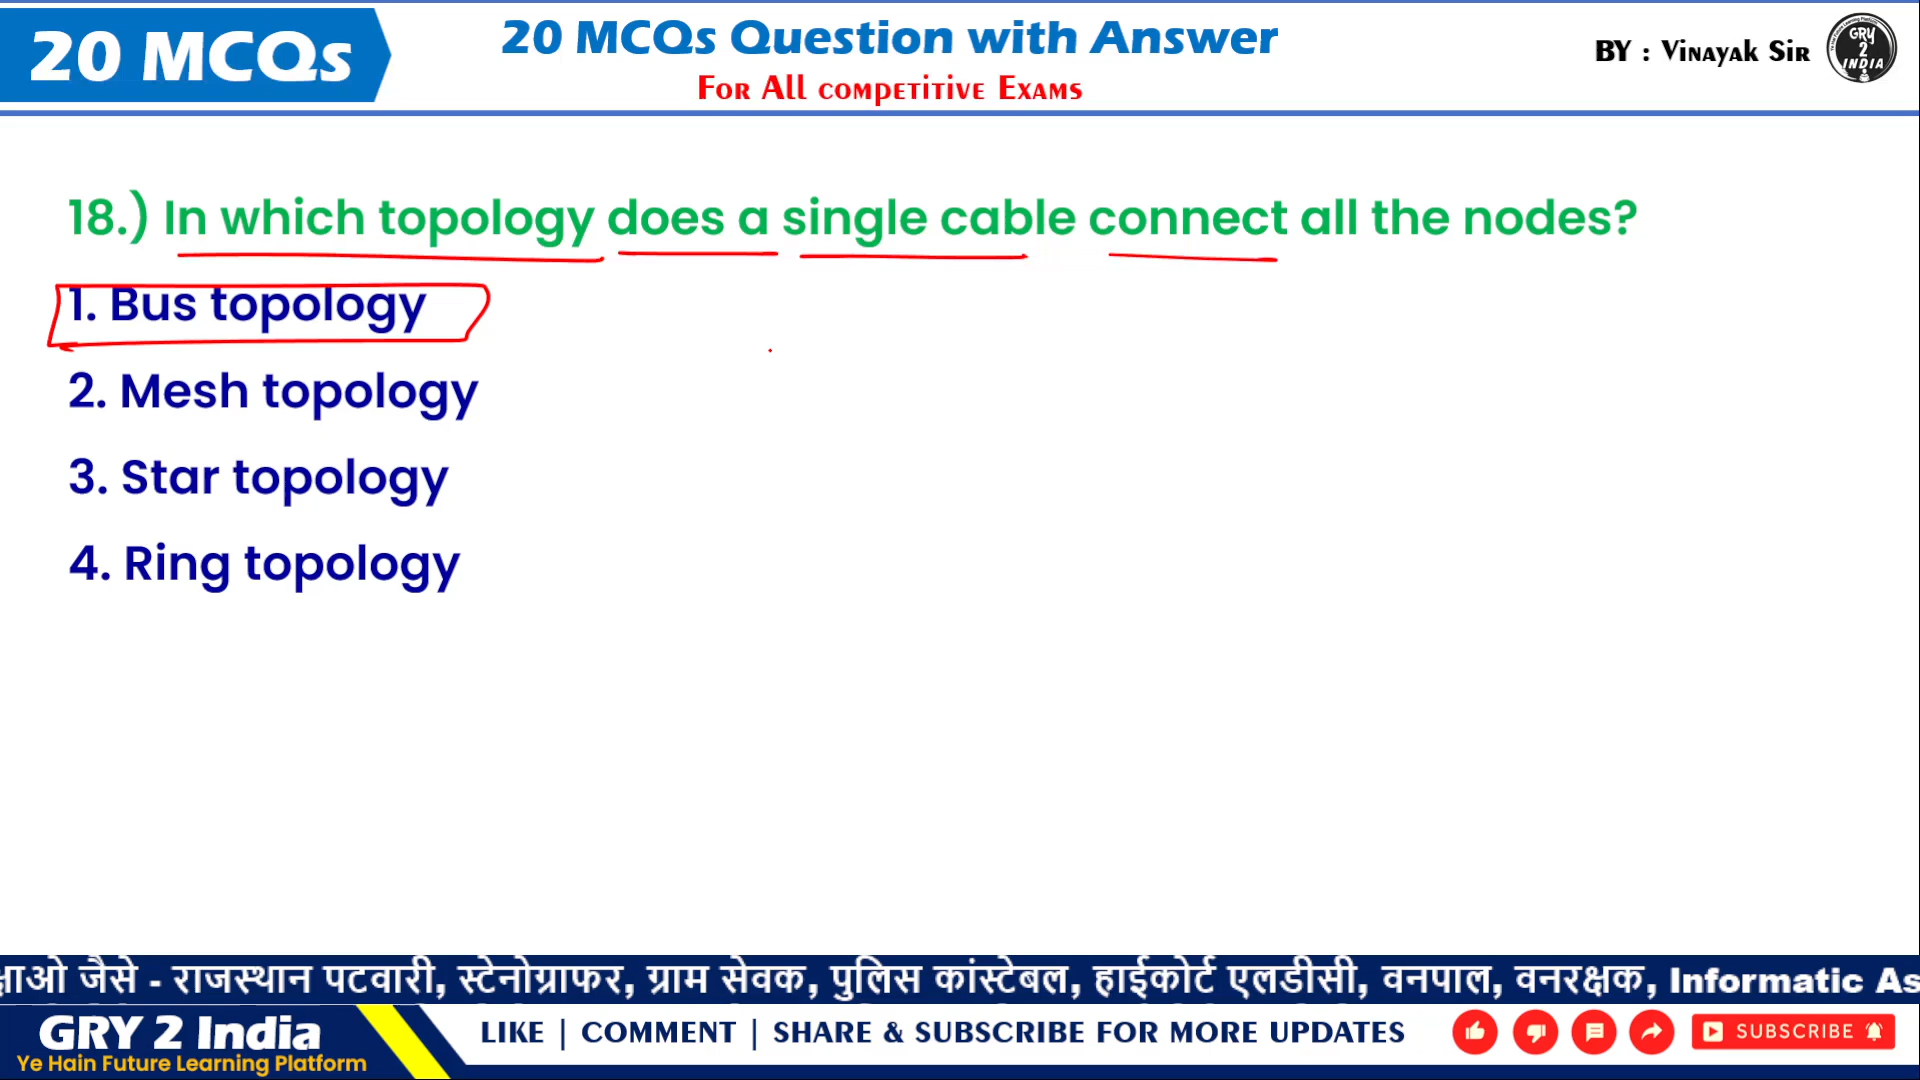 20 MCQs
20 MCQs Question with Answer
For All competitive Exams
BY : Vinayak Sir
GRY
2
INDIA
18.) In which topology does a single cable connect all the nodes?
1. Bus topology
2. Mesh topology
3. Star topology
4. Ring topology
जैसे - राजस्थान पटवारी, स्टेनोग्राफर, ग्राम सेवक, पुलिस कांस्टेबल, हाईकोर्ट एलडीसी, वनपाल, वनरक्षक, Informatic As
GRY 2 India
Ye Hain Future Learning Platform
LIKE | COMMENT | SHARE & SUBSCRIBE FOR MORE UPDATES
SUBSCRIBE